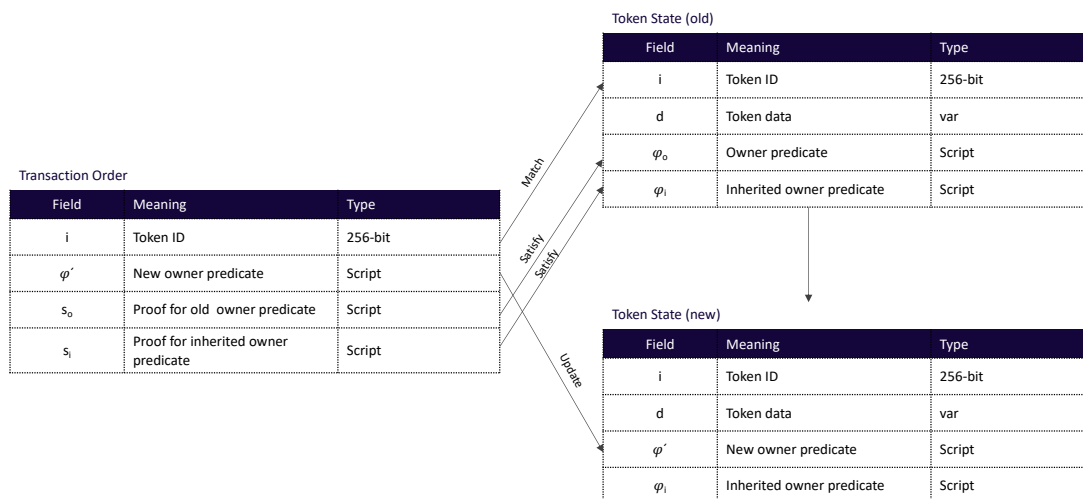 Token State (old)
Field Meaning Type
i Token ID 256-bit
d Token data var
φₒ Owner predicate Script
φᵢ Inherited owner predicate Script
Transaction Order
Field Meaning Type
i Token ID 256-bit
φ´ New owner predicate Script
sₒ Proof for old owner predicate Script
sᵢ Proof for inherited owner
predicate Script
Match
Satisfy
Satisfy
Update
Token State (new)
Field Meaning Type
i Token ID 256-bit
d Token data var
φ´ New owner predicate Script
φᵢ Inherited owner predicate Script